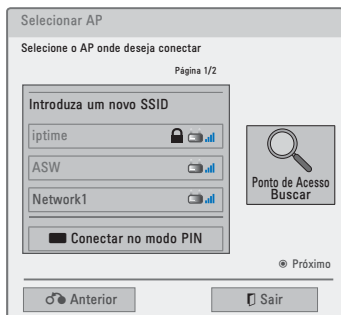 Selecionar AP
Selecione o AP onde deseja conectar
Página 1/2
Introduza um novo SSID
iptime
ASW
Network1
Conectar no modo PIN
Ponto de Acesso
Buscar
Próximo
Anterior
Sair